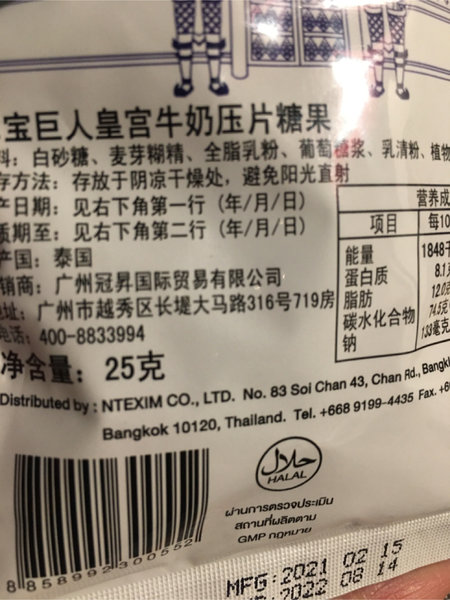 宝巨人皇宫牛奶压片糖果
料：白砂糖、麦芽糊精、全脂乳粉、葡萄糖浆、乳清粉、植物
存方法：存放于阴凉干燥处，避免阳光直射
产日期：见右下角第一行（年/月/日）
质期至：见右下角第二行（年/月/日）
产国：泰国
销商：广州冠昇国际贸易有限公司
地址：广州市越秀区长堤大马路316号719房
电话：400-8833994
净含量：25克
营养成
项目 每10
能量 1848千
蛋白质 8.1
脂肪 12.0
碳水化合物 74.5克
钠 133毫克
Distributed by : NTEXIM CO., LTD. No. 83 Soi Chan 43, Chan Rd., Bangk
Bangkok 10120, Thailand. Tel. +668 9199-4435 Fax. +6
حلال
HALAL
ผ่านการตรวจประเมิน
สถานที่ผลิตตาม
GMP กฎหมาย
8 858992300552
MFG:2021 02 15
2022 08 14